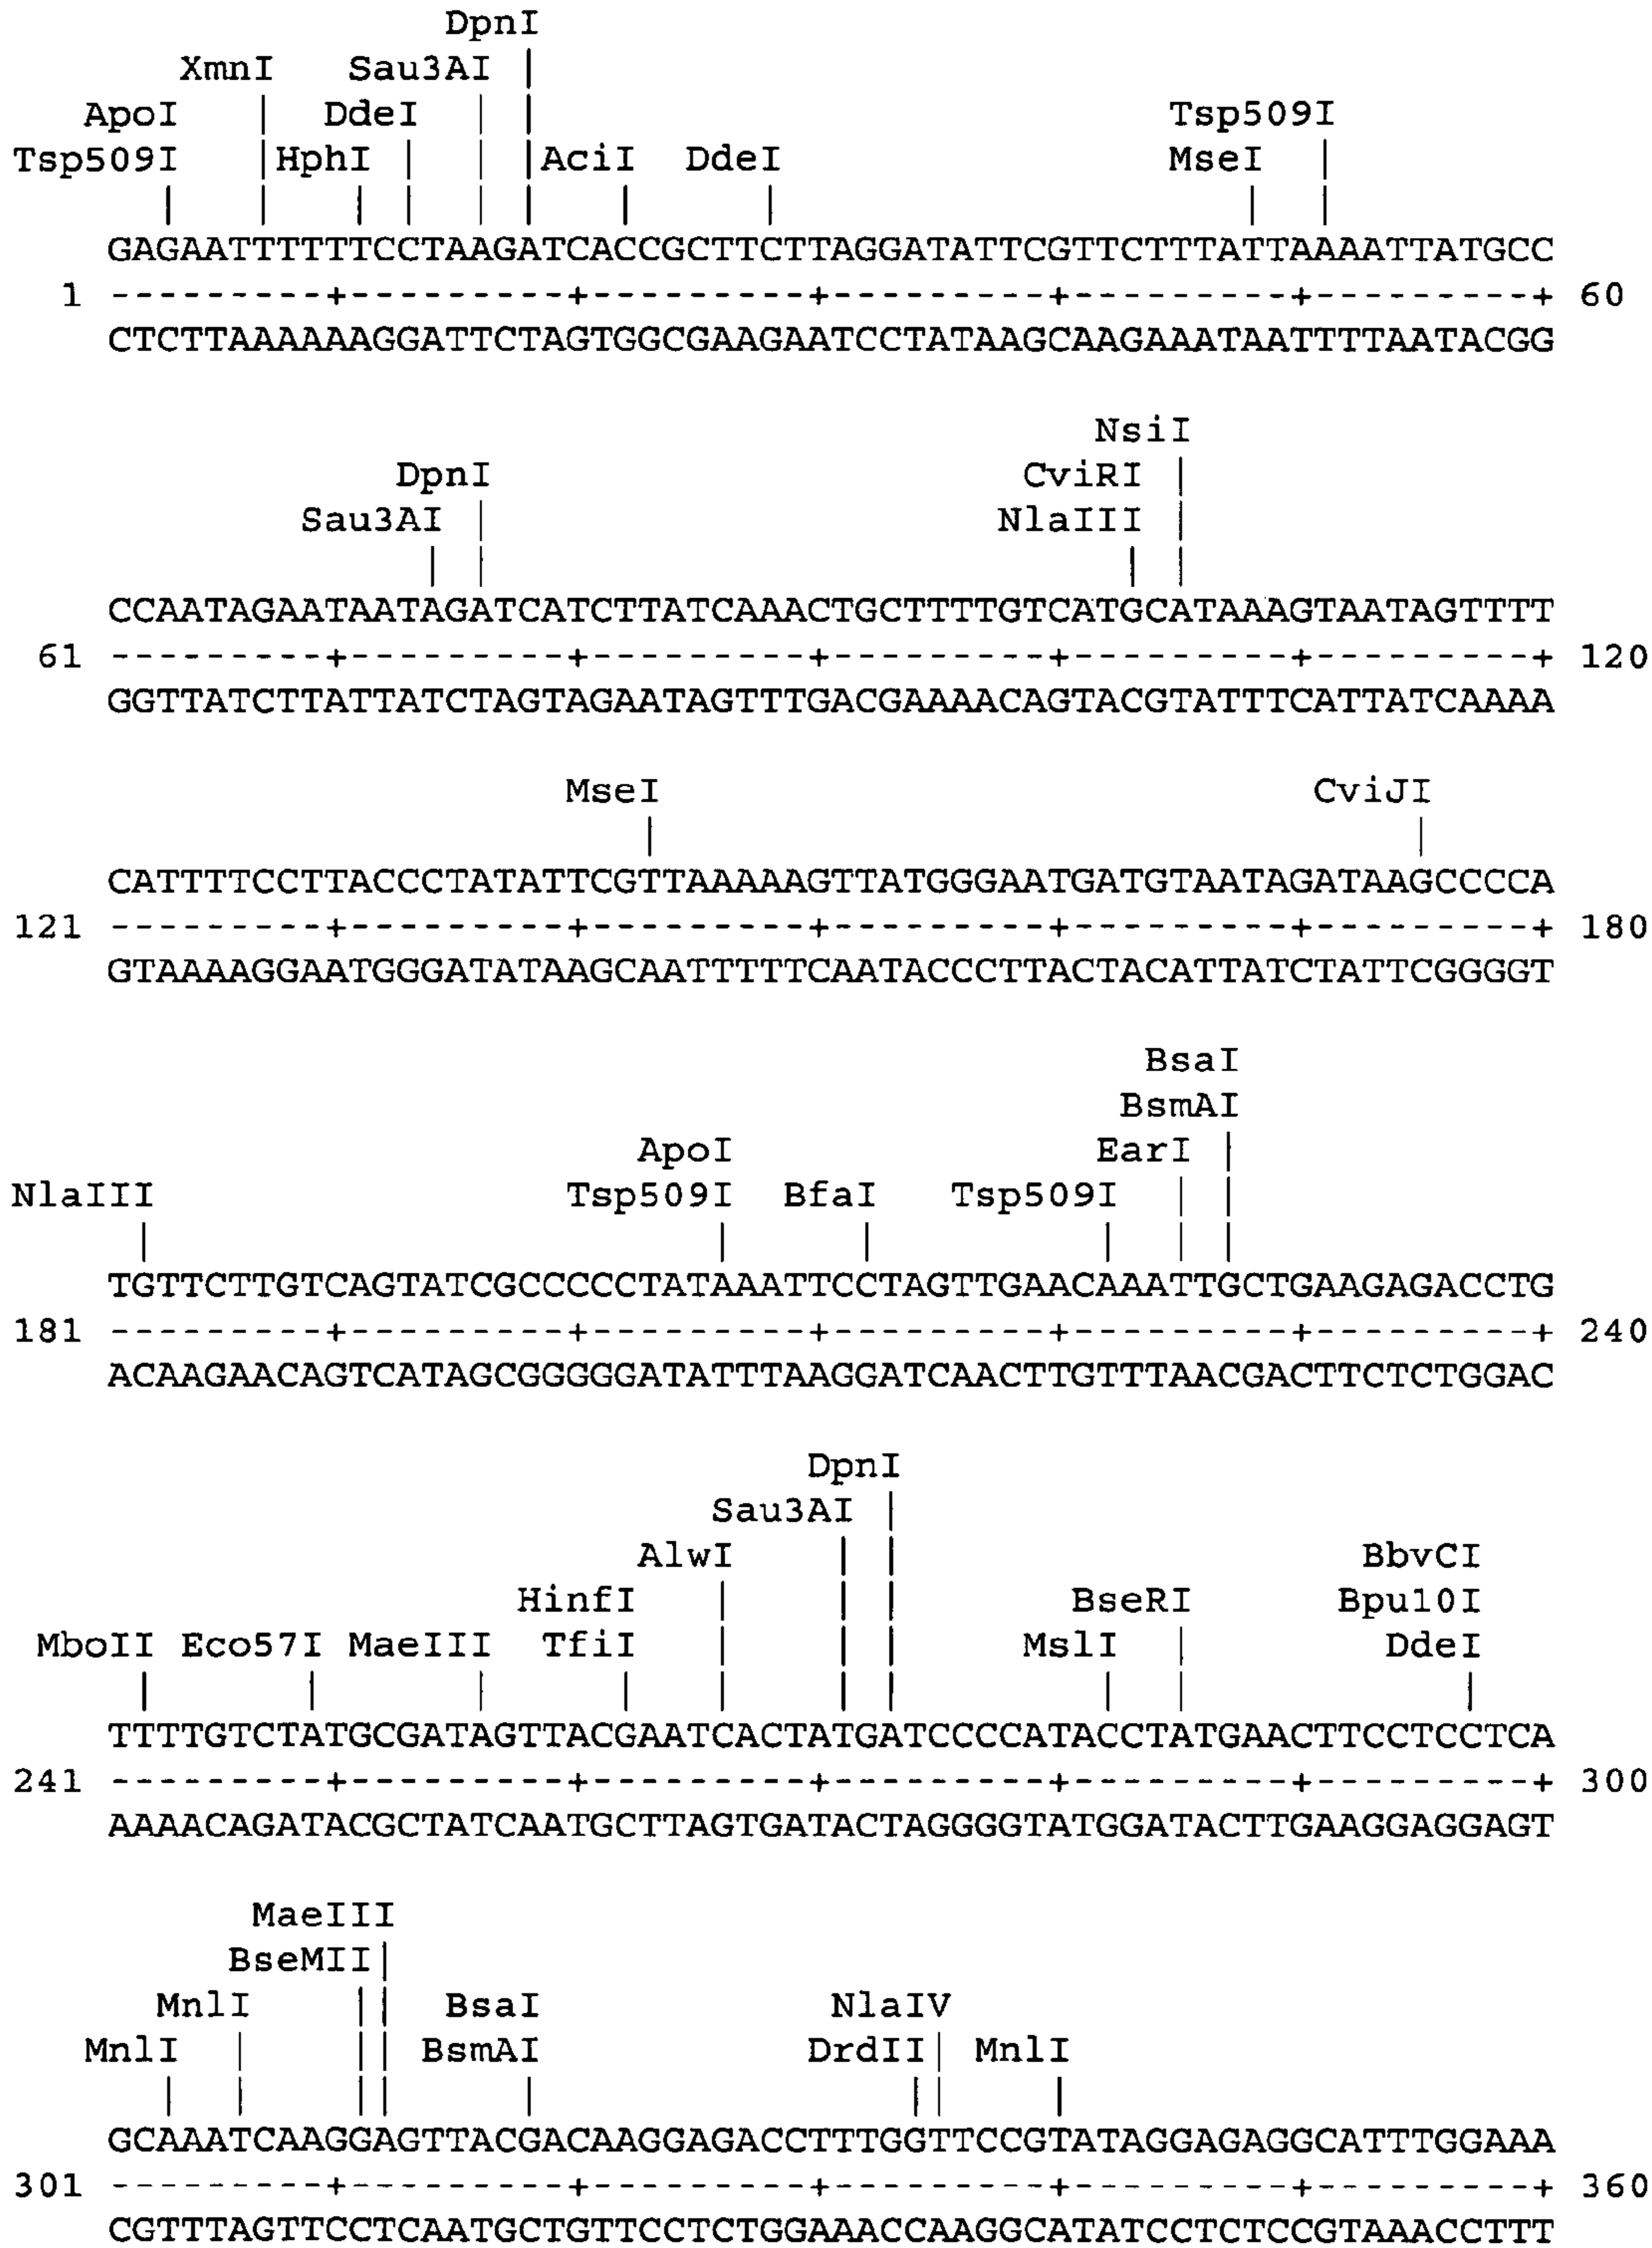 DpnI
XmnI Sau3AI |
ApoI | DdeI | | Tsp509I
Tsp509I |HphI | | |AciI DdeI MseI |
| | | | | | | | | |
GAGAATTTTTTCCTAAGATCACCGCTTCTTAGGATATTCGTTCTTTATTAAAATTATGCC
1 ---------+---------+---------+---------+---------+---------+ 60
CTCTTAAAAAAGGATTCTAGTGGCGAAGAATCCTATAAGCAAGAAATAATTTTAATACGG
NsiI
DpnI CviRI |
Sau3AI | NlaIII |
| | | |
CCAATAGAATAATAGATCATCTTATCAAACTGCTTTTGTCATGCATAAAGTAATAGTTTT
61 ---------+---------+---------+---------+---------+---------+ 120
GGTTATCTTATTATCTAGTAGAATAGTTTGACGAAAACAGTACGTATTTCATTATCAAAA
MseI CviJI
| |
CATTTTCCTTACCCTATATTCGTTAAAAAGTTATGGGAATGATGTAATAGATAAGCCCCA
121 ---------+---------+---------+---------+---------+---------+ 180
GTAAAAGGAATGGGATATAAGCAATTTTTCAATACCCTTACTACATTATCTATTCGGGGT
BsaI
BsmAI
ApoI EarI |
NlaIII Tsp509I BfaI Tsp509I | |
| | | | | |
TGTTCTTGTCAGTATCGCCCCCTATAAATTCCTAGTTGAACAAATTGCTGAAGAGACCTG
181 ---------+---------+---------+---------+---------+---------+ 240
ACAAGAACAGTCATAGCGGGGGATATTTAAGGATCAACTTGTTTAACGACTTCTCTGGAC
DpnI
Sau3AI |
AlwI | | BbvCI
HinfI | | | BseRI Bpu10I
MboII Eco57I MaeIII TfiI | | | MslI | DdeI
| | | | | | | | | |
TTTTGTCTATGCGATAGTTACGAATCACTATGATCCCCATACCTATGAACTTCCTCCTCA
241 ---------+---------+---------+---------+---------+---------+ 300
AAAACAGATACGCTATCAATGCTTAGTGATACTAGGGGTATGGATACTTGAAGGAGGAGT
MaeIII
BseMII|
MnlI || BsaI NlaIV
MnlI | || BsmAI DrdII| MnlI
| | || | || |
GCAAATCAAGGAGTTACGACAAGGAGACCTTTGGTTCCGTATAGGAGAGGCATTTGGAAA
301 ---------+---------+---------+---------+---------+---------+ 360
CGTTTAGTTCCTCAATGCTGTTCCTCTGGAAACCAAGGCATATCCTCTCCGTAAACCTTT